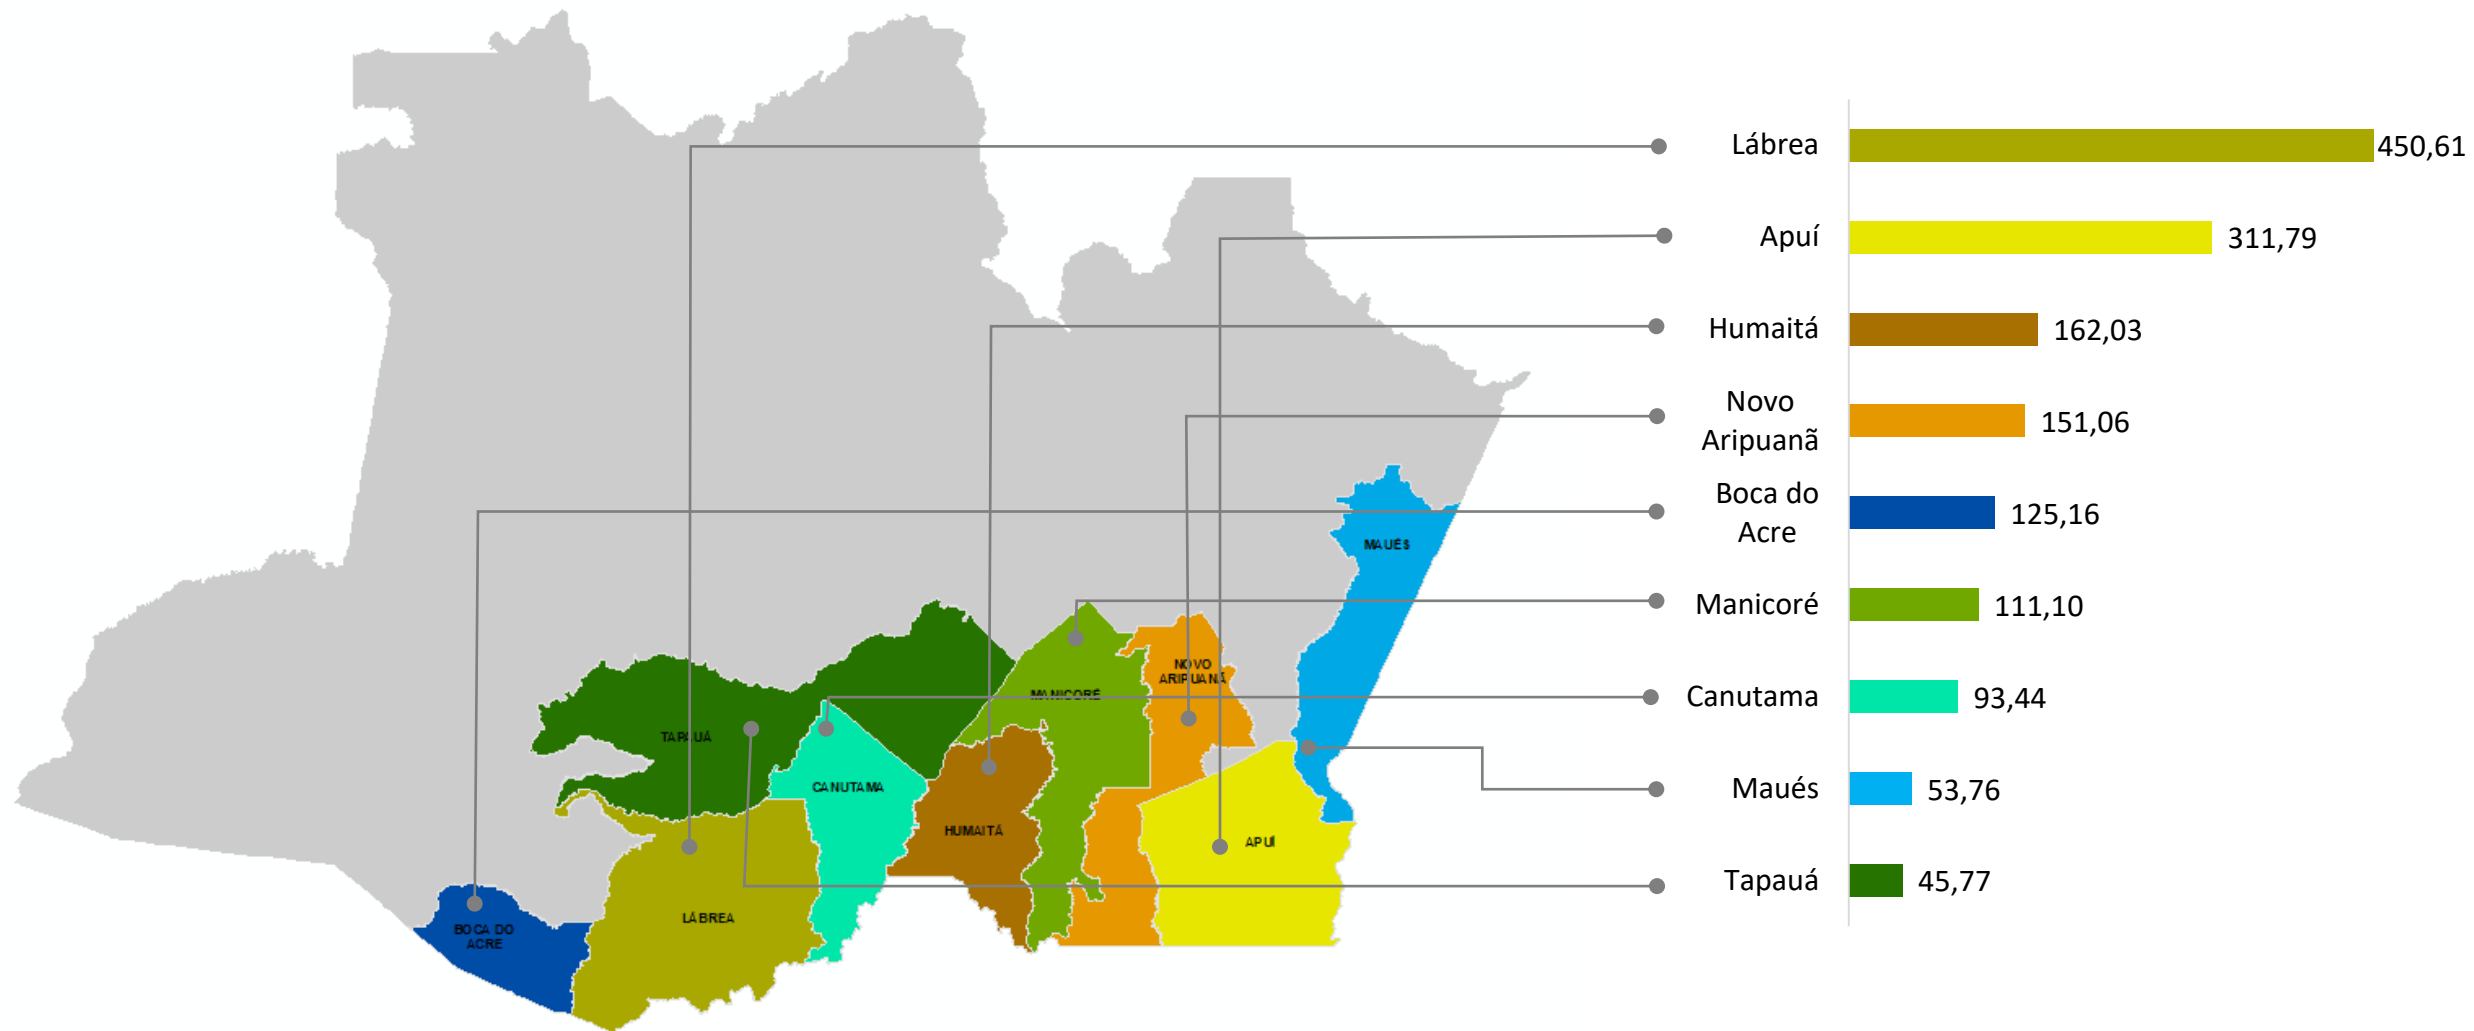 Lábrea
450,61
Apuí
311,79
Humaitá
162,03
Novo
Aripuanã
151,06
Boca do
Acre
125,16
Manicoré
111,10
Canutama
93,44
Maués
53,76
Tapauá
45,77
MAUÉS
NOVO
ARIPUANÃ
MANICORÉ
TAPAUÁ
CANUTAMA
HUMAITÁ
APUÍ
LÁBREA
BOCA DO
ACRE